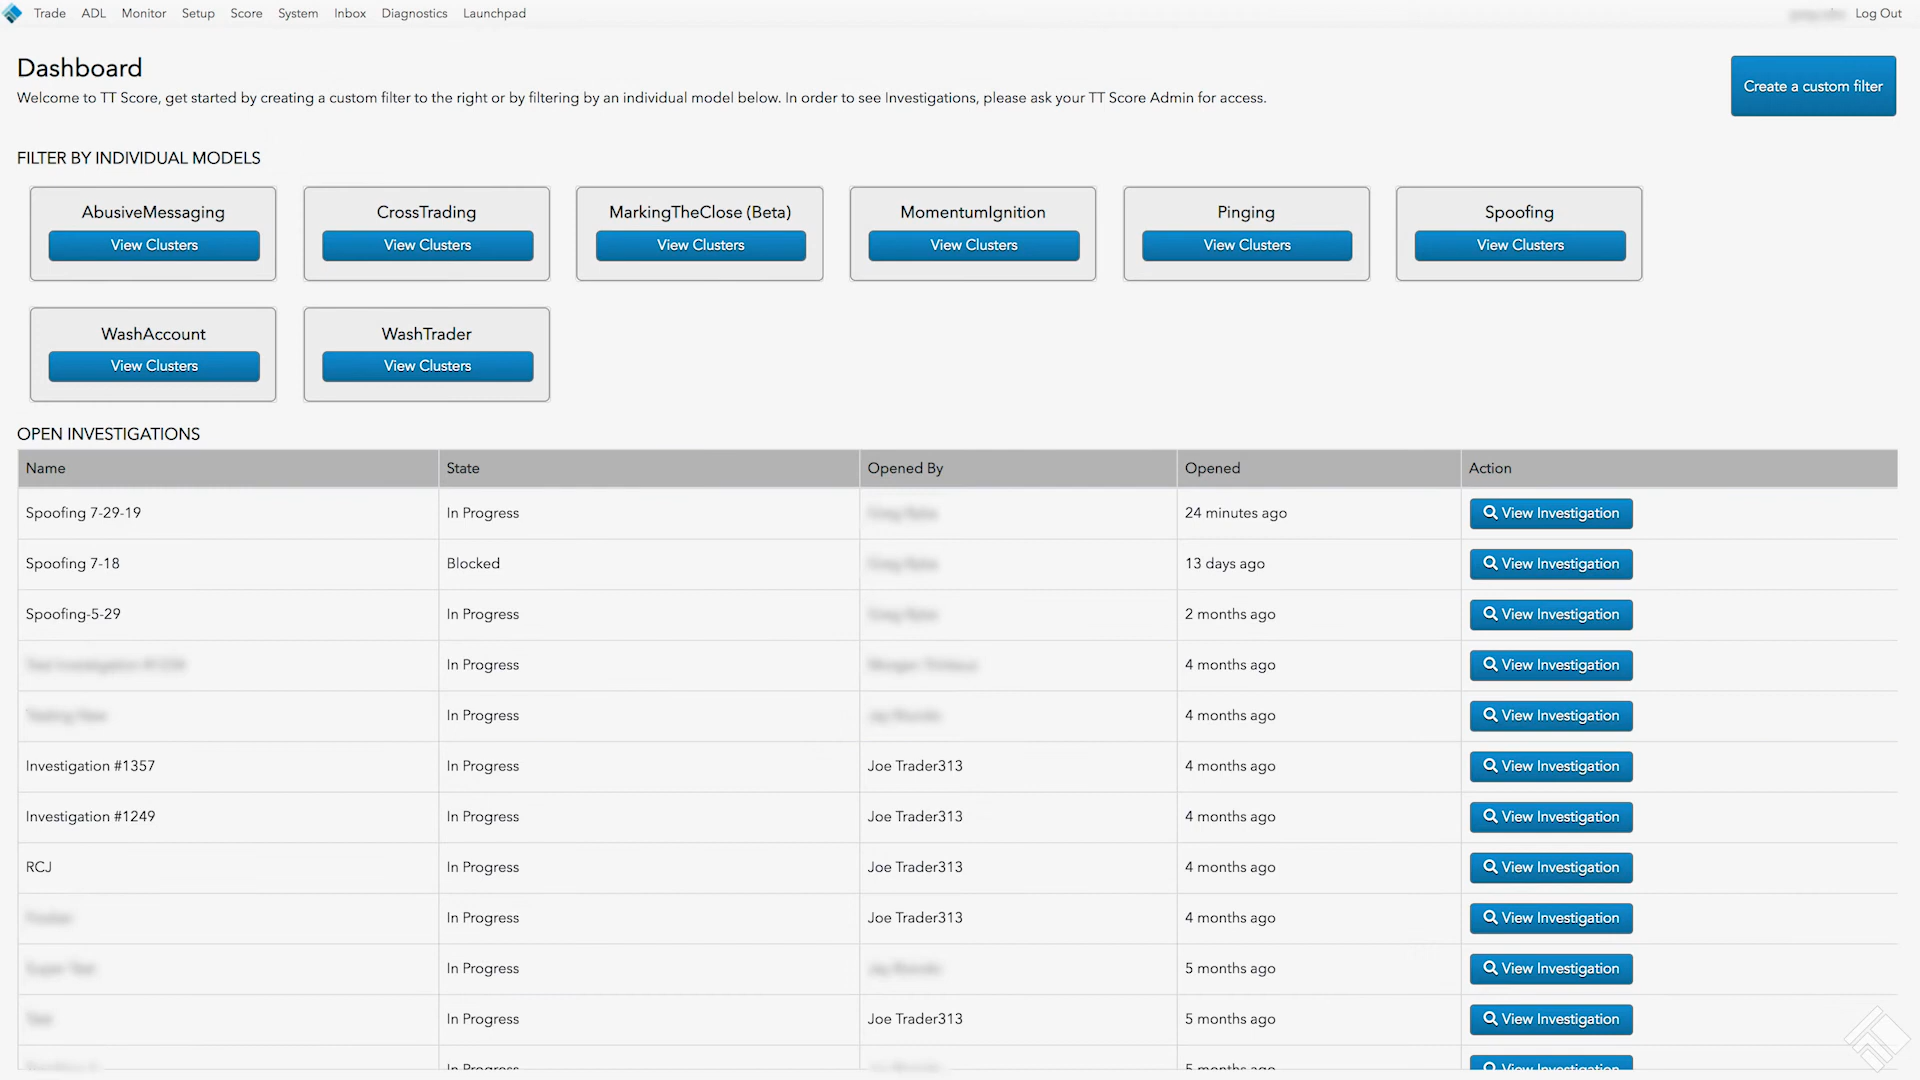 Trade ADL Monitor Setup Score System Inbox Diagnostics Launchpad Log Out
Dashboard
Welcome to TT Score, get started by creating a custom filter to the right or by filtering by an individual model below. In order to see Investigations, please ask your TT Score Admin for access.
Create a custom filter
FILTER BY INDIVIDUAL MODELS
AbusiveMessaging CrossTrading MarkingTheClose (Beta) MomentumIgnition Pinging Spoofing
View Clusters View Clusters View Clusters View Clusters View Clusters View Clusters
WashAccount WashTrader
View Clusters View Clusters
OPEN INVESTIGATIONS
Name State Opened By Opened Action
Spoofing 7-29-19 In Progress 24 minutes ago View Investigation
Spoofing 7-18 Blocked 13 days ago View Investigation
Spoofing-5-29 In Progress 2 months ago View Investigation
In Progress 4 months ago View Investigation
In Progress 4 months ago View Investigation
Investigation #1357 In Progress Joe Trader313 4 months ago View Investigation
Investigation #1249 In Progress Joe Trader313 4 months ago View Investigation
RCJ In Progress Joe Trader313 4 months ago View Investigation
In Progress Joe Trader313 4 months ago View Investigation
In Progress 5 months ago View Investigation
In Progress Joe Trader313 5 months ago View Investigation
In Progress 5 months ago View Investigation